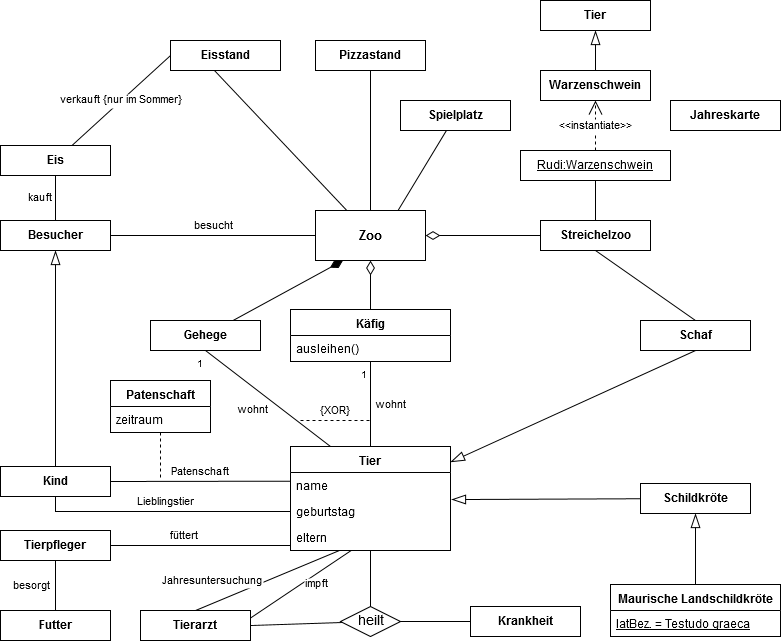 Tier
Eisstand
Pizzastand
Warzenschwein
verkauft {nur im Sommer}
Spielplatz
Jahreskarte
<<instantiate>>
Eis
Rudi:Warzenschwein
kauft
besucht
Besucher
Zoo
Streichelzoo
Gehege
Käfig
Schaf
ausleihen()
1
1
Patenschaft
zeitraum
wohnt
{XOR}
wohnt
Tier
Patenschaft
Kind
name
Lieblingstier
geburtstag
eltern
Schildkröte
füttert
Tierpfleger
besorgt
Jahresuntersuchung
impft
Maurische Landschildkröte
latBez. = Testudo graeca
Futter
Tierarzt
heilt
Krankheit